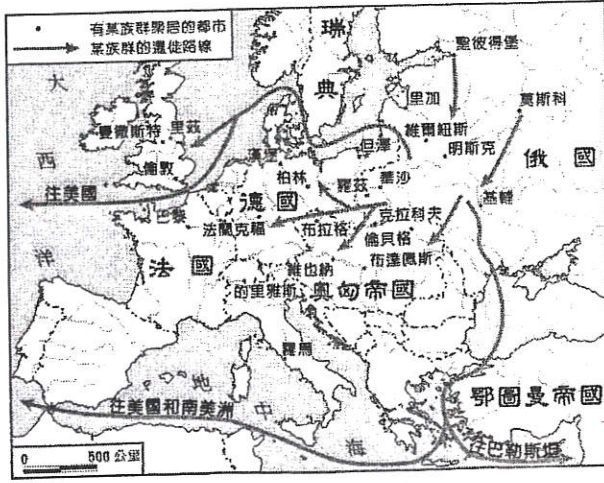 有某族群聚居的都市
某族群的遷徙路線
瑞典
聖彼得堡
大西洋
里加
莫斯科
曼徹斯特
里茲
維爾紐斯
漢堡
但澤
明斯克
俄國
倫敦
柏林
華沙
往美國
德國
羅茲
基輔
巴黎
克拉科夫
法蘭克福
布拉格
倫貝格
法國
維也納
布達佩斯
的里雅斯
奧匈帝國
羅馬
地中海
鄂圖曼帝國
往美國和南美洲
往巴勒斯坦
0 500 公里